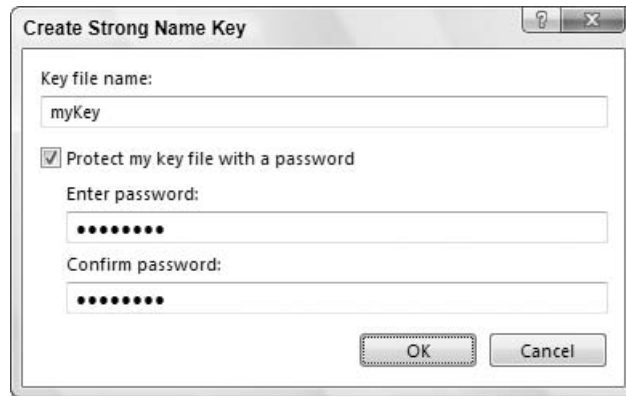 Create Strong Name Key
?
Key file name:
myKey
Protect my key file with a password
Enter password:
●●●●●●●●
Confirm password:
●●●●●●●●
OK
Cancel